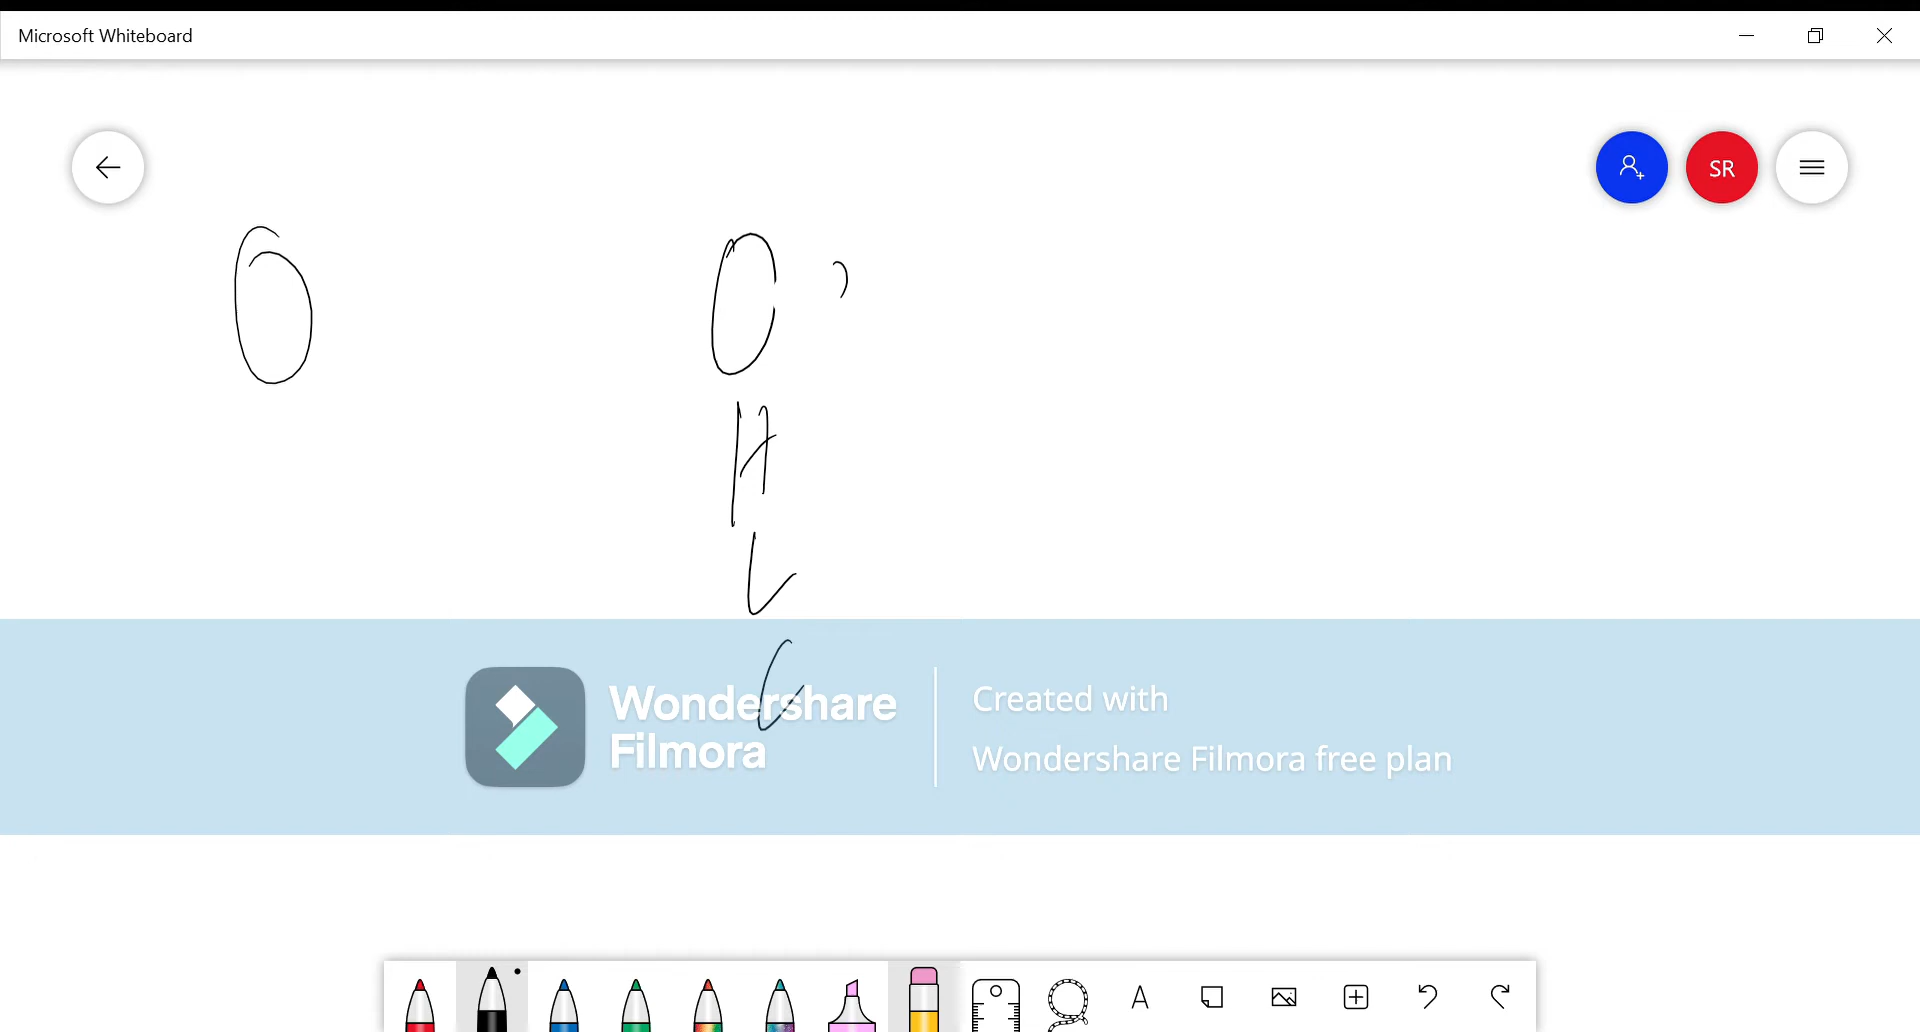 Microsoft Whiteboard
SR
O O
H
L
C
Wondershare
Filmora
Created with
Wondershare Filmora free plan
A